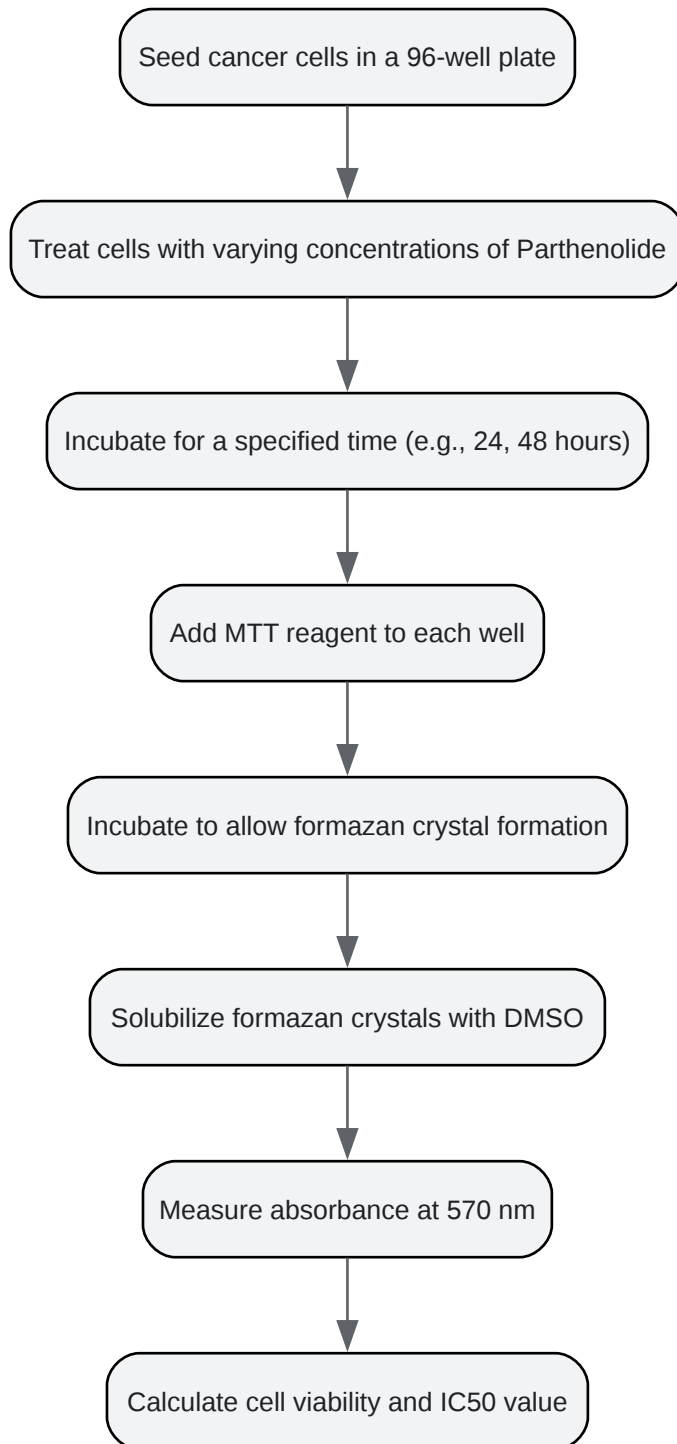 Seed cancer cells in a 96-well plate
Treat cells with varying concentrations of Parthenolide
Incubate for a specified time (e.g., 24, 48 hours)
Add MTT reagent to each well
Incubate to allow formazan crystal formation
Solubilize formazan crystals with DMSO
Measure absorbance at 570 nm
Calculate cell viability and IC50 value